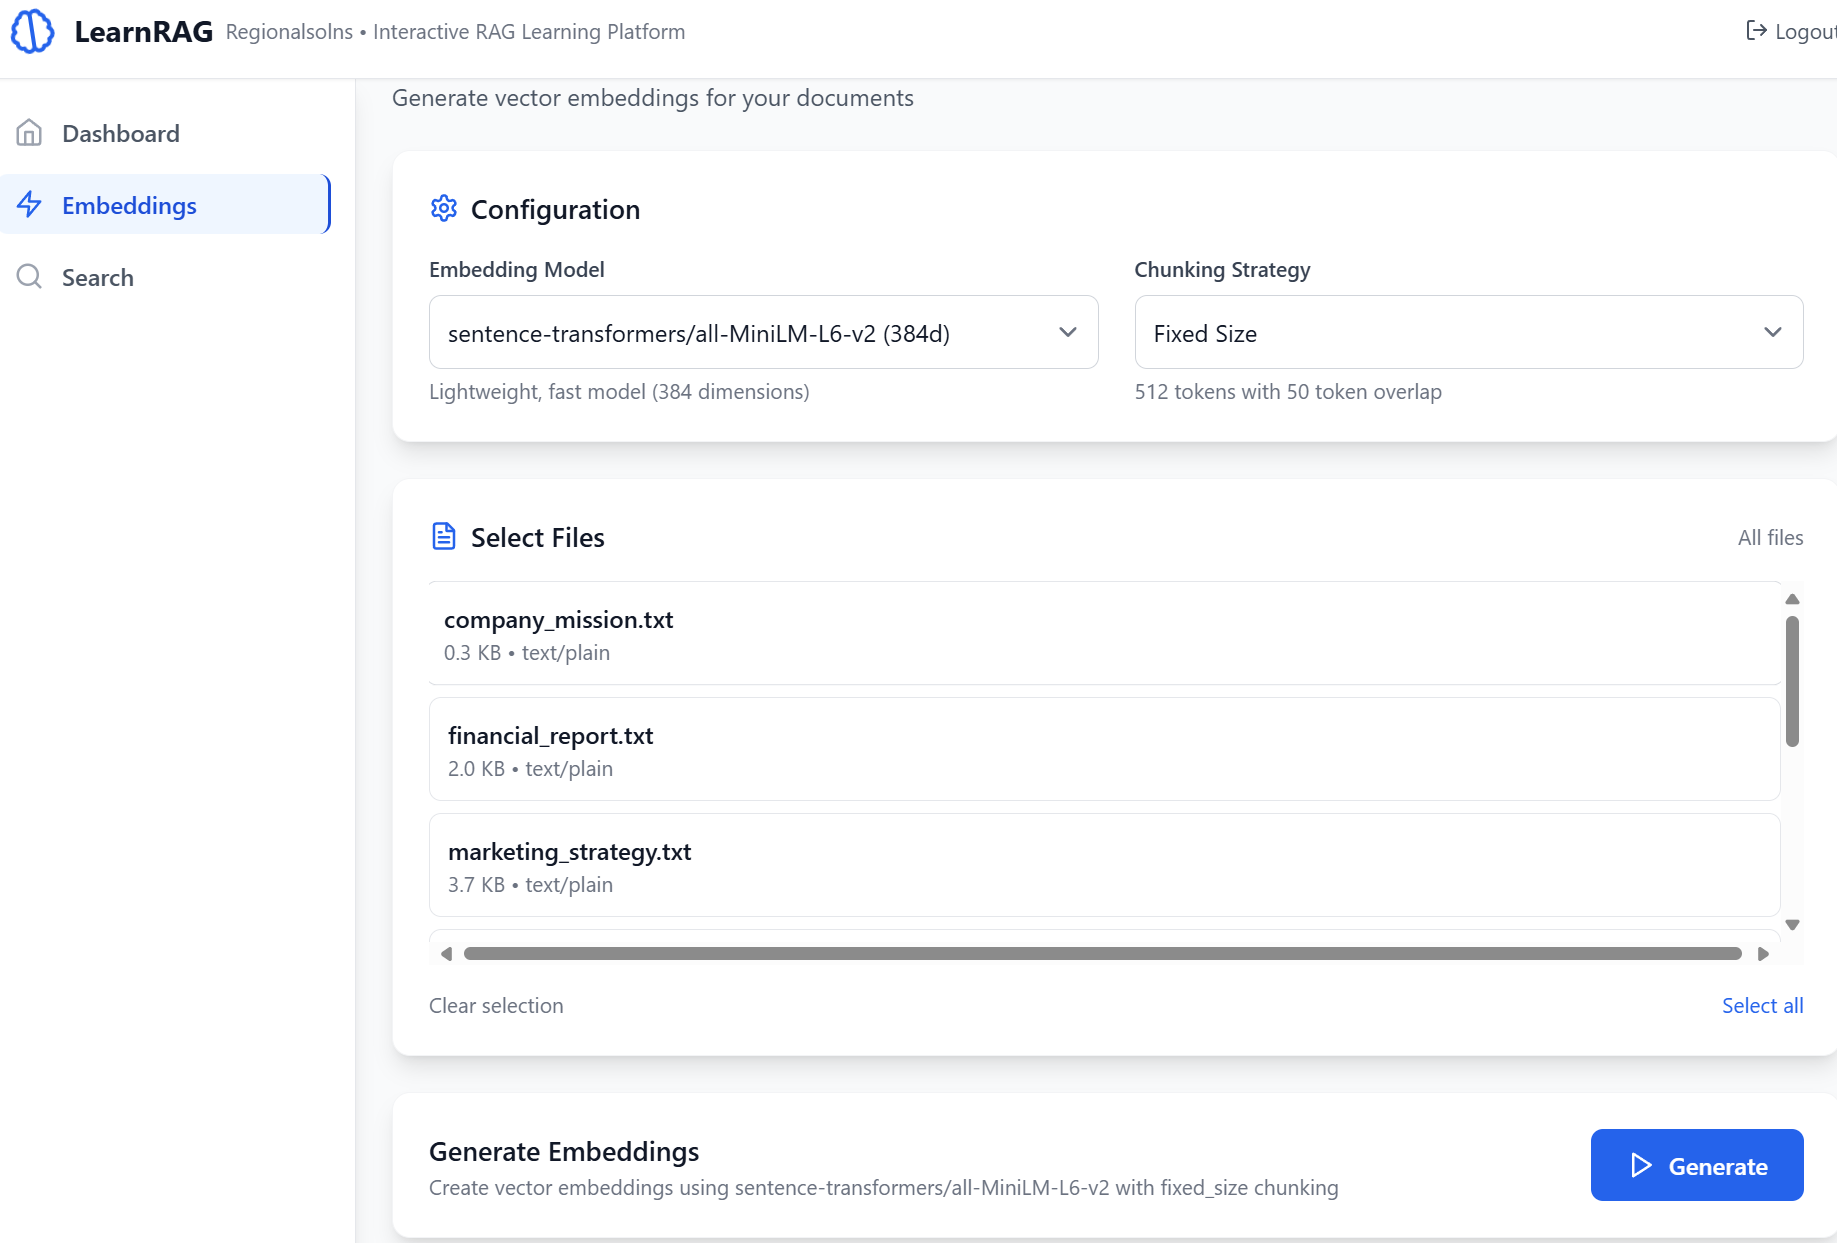 LearnRAG Regionalsolns • Interactive RAG Learning Platform
Logout
Dashboard
Embeddings
Search
Generate vector embeddings for your documents
Configuration
Embedding Model
sentence-transformers/all-MiniLM-L6-v2 (384d)
Lightweight, fast model (384 dimensions)
Chunking Strategy
Fixed Size
512 tokens with 50 token overlap
Select Files
All files
company_mission.txt
0.3 KB • text/plain
financial_report.txt
2.0 KB • text/plain
marketing_strategy.txt
3.7 KB • text/plain
Clear selection
Select all
Generate Embeddings
Create vector embeddings using sentence-transformers/all-MiniLM-L6-v2 with fixed_size chunking
Generate